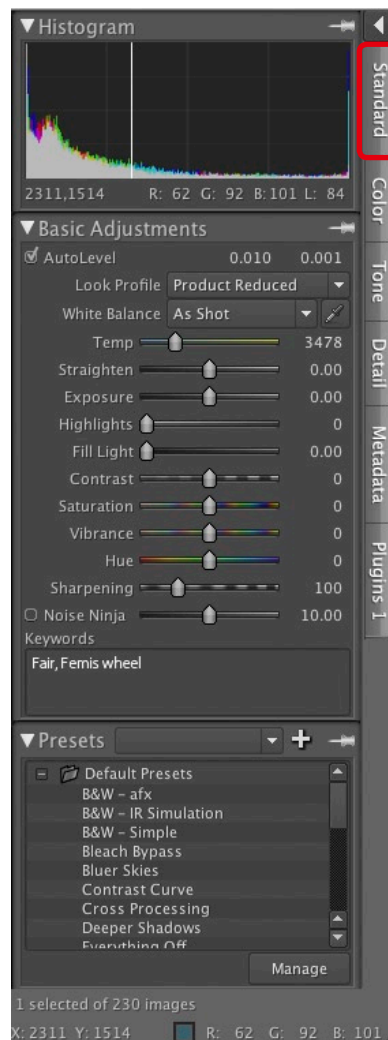 Histogram
2311,1514 R: 62 G: 92 B:101 L: 84
Basic Adjustments
AutoLevel 0.010 0.001
Look Profile Product Reduced
White Balance As Shot
Temp 3478
Straighten 0.00
Exposure 0.00
Highlights 0
Fill Light 0.00
Contrast 0
Saturation 0
Vibrance 0
Hue 0
Sharpening 100
Noise Ninja 10.00
Keywords
Fair, Femis wheel
Presets
Default Presets
B&W – afx
B&W – IR Simulation
B&W – Simple
Bleach Bypass
Bluer Skies
Contrast Curve
Cross Processing
Deeper Shadows
Everything Off
Manage
1 selected of 230 images
X: 2311 Y: 1514 R: 62 G: 92 B: 101
Standard
Color
Tone
Detail
Metadata
Plugins 1